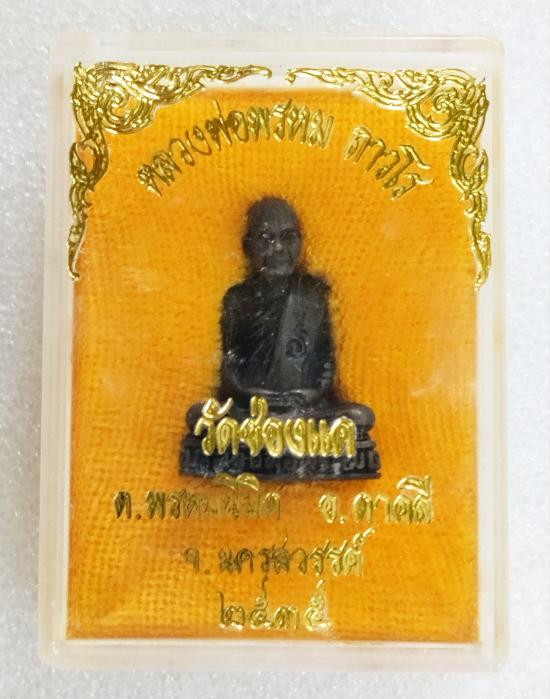 หลวงพ่อพรหม ถาวโร
วัดช่องแค
ต.พรหมนิมิต อ.ตาคลี
จ.นครสวรรค์
๒๕๓๕